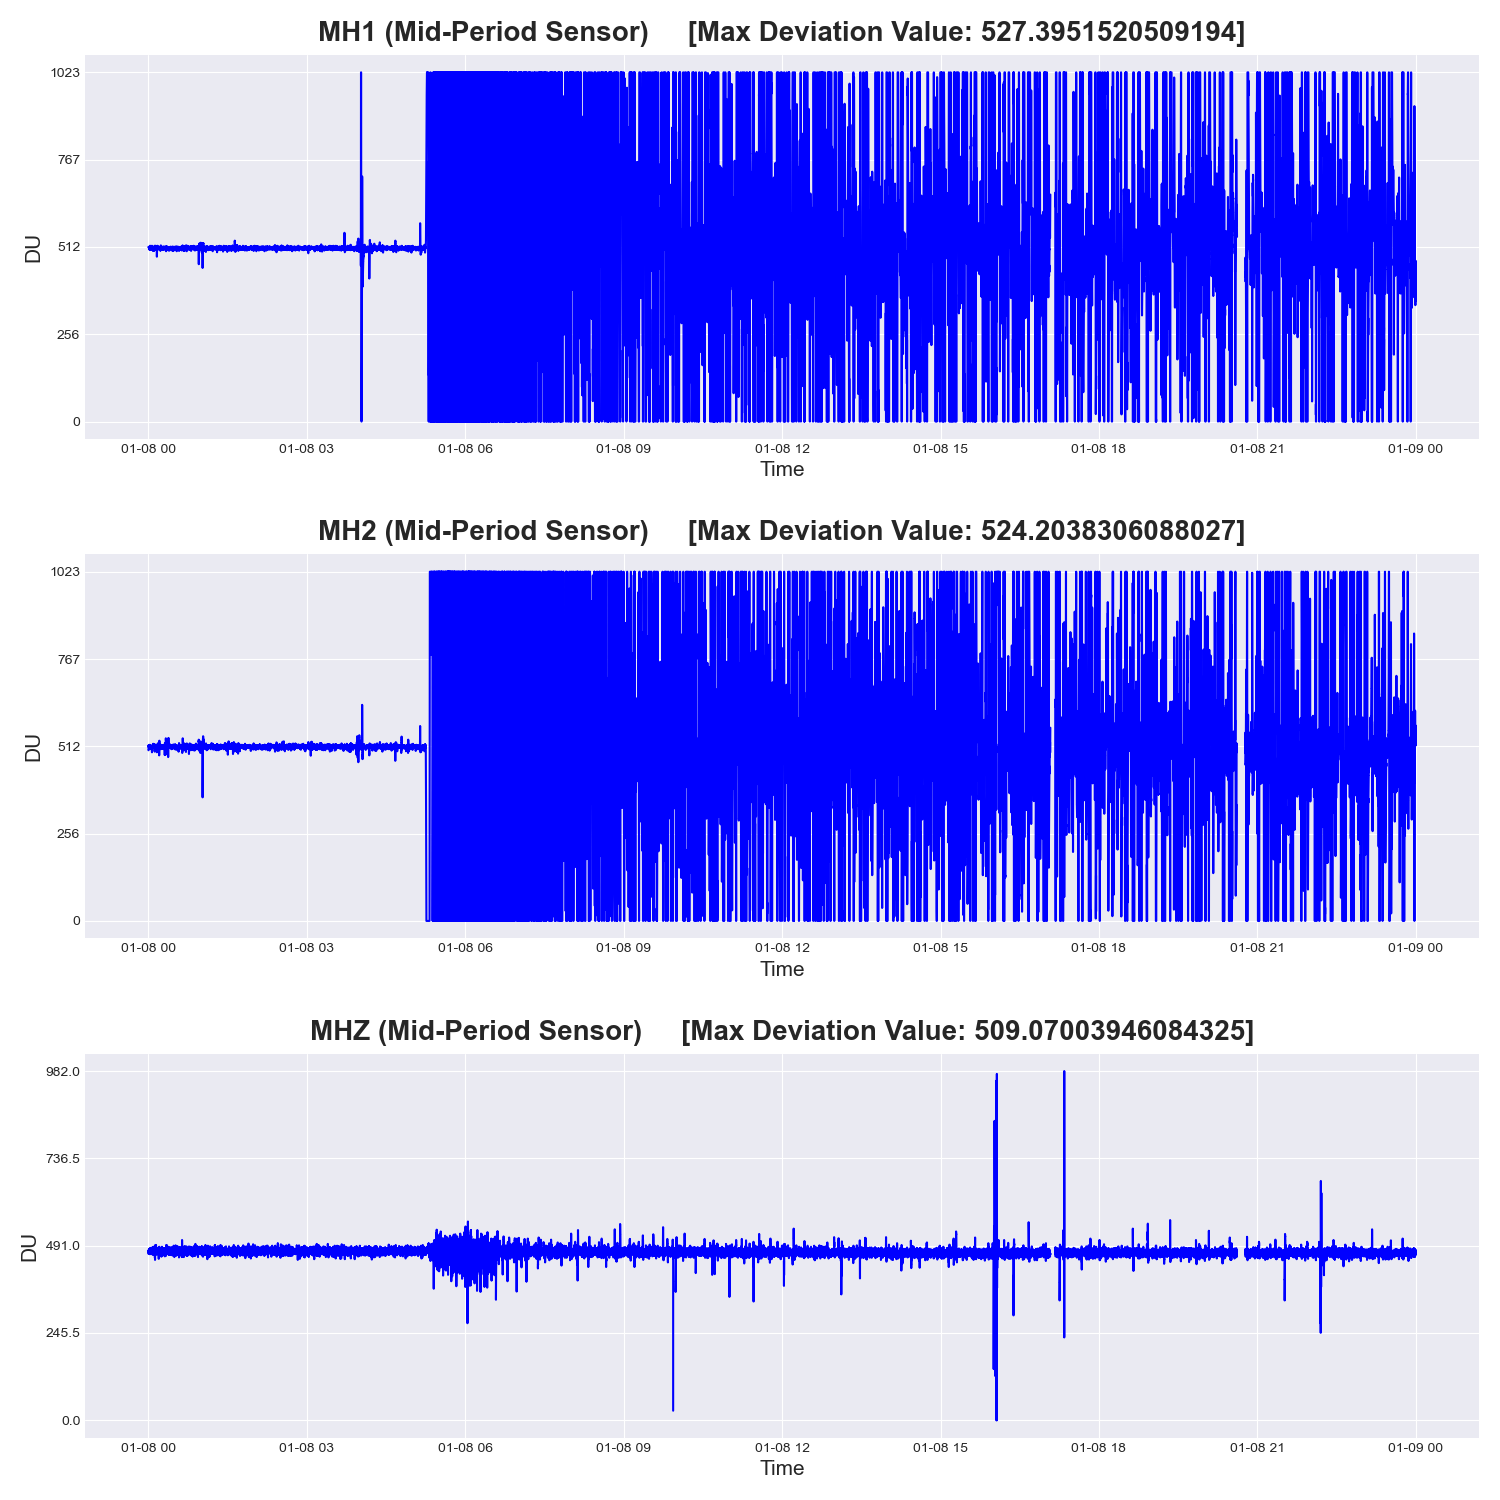 MH1 (Mid-Period Sensor) [Max Deviation Value: 527.3951520509194]
1023
767
512
256
0
DU
01-08 00 01-08 03 01-08 06 01-08 09 01-08 12 01-08 15 01-08 18 01-08 21 01-09 00
Time
MH2 (Mid-Period Sensor) [Max Deviation Value: 524.2038306088027]
1023
767
512
256
0
DU
01-08 00 01-08 03 01-08 06 01-08 09 01-08 12 01-08 15 01-08 18 01-08 21 01-09 00
Time
MHZ (Mid-Period Sensor) [Max Deviation Value: 509.07003946084325]
982.0
736.5
491.0
245.5
0.0
DU
01-08 00 01-08 03 01-08 06 01-08 09 01-08 12 01-08 15 01-08 18 01-08 21 01-09 00
Time